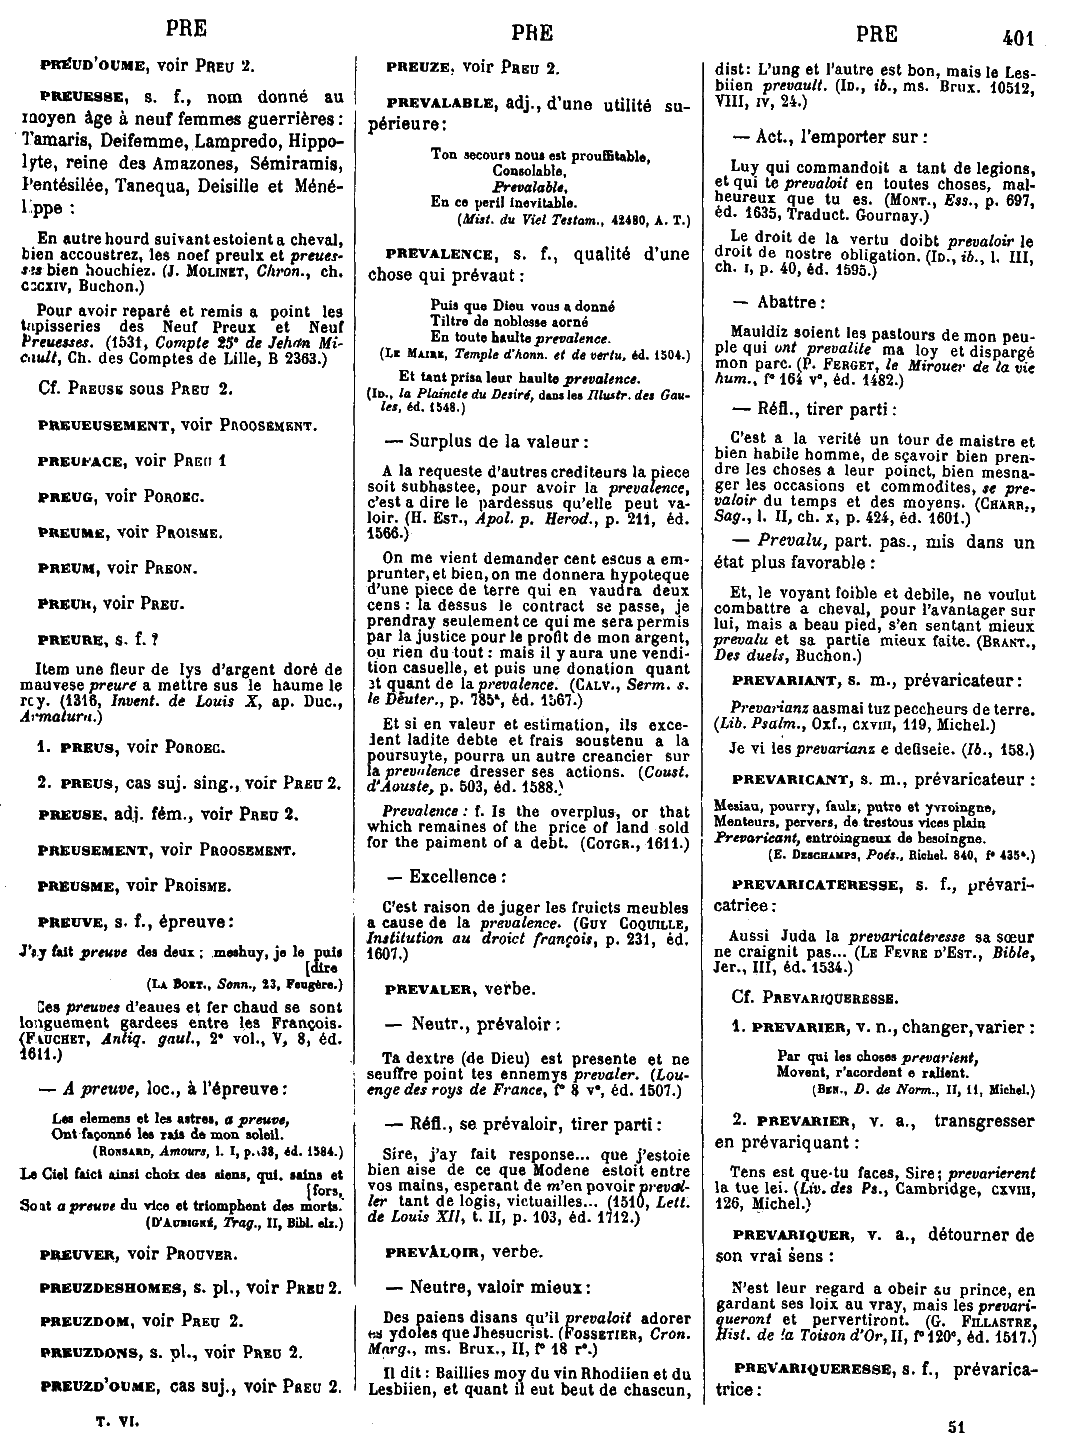 PRE
PRE
PRE
401
PRÉUD'OUME, voir PREU 2.
PREUESSE, s. f., nom donné au
moyen âge à neuf femmes guerrières :
Tamaris, Deifemme, Lampredo, Hippo-
lyte, reine des Amazones, Sémiramis,
Pentésilée, Tanequa, Deisille et Méné-
lippe :
En autre hourd suivant estoient a cheval,
bien accoustrez, les noef preulx et preues-
ses bien houchiez. (J. MOLINET, Chron., ch.
CCCXIV, Buchon.)
Pour avoir reparé et remis a point les
tapisseries des Neuf Preux et Neuf
Preuesses. (1531, Compte 25e de Jehan Mi-
cault, Ch. des Comptes de Lille, B 2363.)
Cf. PREUSE sous PREU 2.
PREUEUSEMENT, voir PROOSEMENT.
PREUFACE, voir PREU 1
PREUG, voir POROEC.
PREUME, voir PROISME.
PREUM, voir PREON.
PREUR, voir PREU.
PREURE, s. f. ?
Item une fleur de lys d'argent doré de
mauvese preure a mettre sus le haume le
roy. (1316, Invent. de Louis X, ap. Duc.,
Armatura.)
1. PREUS, voir POROEC.
2. PREUS, cas suj. sing., voir PREU 2.
PREUSE, adj. fém., voir PREU 2.
PREUSEMENT, voir PROOSEMENT.
PREUSME, voir PROISME.
PREUVE, s. f., épreuve :
J'ay fait preuve des deux ; meshuy, je le puis
[dire
(LA BOET., Sonn., 23, Feugère.)
Ces preuves d'eaues et fer chaud se sont
longuement gardees entre les François.
(FAUCHET, Antiq. gaul., 2e vol., V, 8, éd.
1611.)
— A preuve, loc., à l'épreuve :
Les elemens et les astres, a preuve,
Ont façonné les rais de mon soleil.
(RONSARD, Amours, l. I, p. 38, éd. 1584.)
Le Ciel faict ainsi choix des siens, qui, sains et
[fors,
Sont a preuve du vice et triomphent des morts.
(D'AUBIGNÉ, Trag., II, Bibl. elz.)
PREUVER, voir PROUVER.
PREUZDESHOMES, s. pl., voir PREU 2.
PREUZDOM, voir PREU 2.
PREUZDONS, s. pl., voir PREU 2.
PREUZD'OUME, cas suj., voir PREU 2.
T. VI.
PREUZE, voir PREU 2.
PREVALABLE, adj., d'une utilité su-
périeure :
Ton secours nous est prouffitable,
Consolable,
Prevalable,
En ce peril inevitable.
(Mist. du Viel Testam., 42480, A. T.)
PREVALENCE, s. f., qualité d'une
chose qui prévaut :
Puis que Dieu vous a donné
Tiltre de noblesse aorné
En toute haulte prevalence.
(LE MAIRE, Temple d'honn. et de vertu, éd. 1504.)
Et tant prisa leur haulte prevalence.
(ID., la Plaincte du Desiré, dans les Illustr. des Gau-
les, éd. 1548.)
— Surplus de la valeur :
A la requeste d'autres crediteurs la piece
soit subhastee, pour avoir la prevalence,
c'est a dire le pardessus qu'elle peut va-
loir. (H. EST., Apol. p. Herod., p. 211, éd.
1566.)
On me vient demander cent escus a em-
prunter, et bien, on me donnera hypoteque
d'une piece de terre qui en vaudra deux
cens : la dessus le contract se passe, je
prendray seulement ce qui me sera permis
par la justice pour le profit de mon argent,
ou rien du tout : mais il y aura une vendi-
tion casuelle, et puis une donation quant
et quant de la prevalence. (CALV., Serm. s.
le Deuter., p. 785a, éd. 1567.)
Et si en valeur et estimation, ils exce-
dent ladite debte et frais soustenu a la
poursuyte, pourra un autre creancier sur
la prevalence dresser ses actions. (Coust.
d'Aouste, p. 503, éd. 1588.)
Prevalence : f. Is the overplus, or that
which remaines of the price of land sold
for the paiment of a debt. (COTGR., 1611.)
— Excellence :
C'est raison de juger les fruicts meubles
a cause de la prevalence. (GUY COQUILLE,
Institution au droict françois, p. 231, éd.
1607.)
PREVALER, verbe.
— Neutr., prévaloir :
Ta dextre (de Dieu) est presente et ne
seuffre point tes ennemys prevaler. (Lou-
enge des roys de France, f° 8 v°, éd. 1507.)
— Réfl., se prévaloir, tirer parti :
Sire, j'ay fait response... que j'estoie
bien aise de ce que Modene estoit entre
vos mains, esperant de m'en povoir preval-
ler tant de logis, victuailles... (1510, Lett.
de Louis XII, t. II, p. 103, éd. 1712.)
PREVALOIR, verbe.
— Neutre, valoir mieux :
Des paiens disans qu'il prevaloit adorer
es ydoles que Jhesucrist. (FOSSETIER, Cron.
Marg., ms. Brux., II, f° 18 r°.)
Il dit : Baillies moy du vin Rhodiien et du
Lesbiien, et quant il eut beut de chascun,
dist: L'ung et l'autre est bon, mais le Les-
biien prevault. (ID., ib., ms. Brux. 10512,
VIII, IV, 24.)
— Act., l'emporter sur :
Luy qui commandoit a tant de legions,
et qui te prevaloit en toutes choses, mal-
heureux que tu es. (MONT., Ess., p. 697,
éd. 1635, Traduct. Gournay.)
Le droit de la vertu doibt prevaloir le
droit de nostre obligation. (ID., ib., l. III,
ch. I, p. 40, éd. 1595.)
— Abattre :
Mauldiz soient les pastours de mon peu-
ple qui ont prevalite ma loy et dispargé
mon parc. (P. FERGET, le Mirouer de la vie
hum., f° 164 v°, éd. 1482.)
— Réfl., tirer parti :
C'est a la verité un tour de maistre et
bien habile homme, de sçavoir bien pren-
dre les choses a leur poinct, bien mesna-
ger les occasions et commodites, se pre-
valoir du temps et des moyens. (CHARR.,
Sag., l. II, ch. X, p. 424, éd. 1601.)
— Prevalu, part. pas., mis dans un
état plus favorable :
Et, le voyant foible et debile, ne voulut
combattre a cheval, pour l'avantager sur
lui, mais a beau pied, s'en sentant mieux
prevalu et sa partie mieux faite. (BRANT.,
Des duels, Buchon.)
PREVARIANT, s. m., prévaricateur :
Prevarianz aasmai tuz peccheurs de terre.
(Lib. Psalm., Oxf., CXVIII, 119, Michel.)
Je vi les prevarianz e defiseie. (Ib., 158.)
PREVARICANT, s. m., prévaricateur :
Mesiau, pourry, faulx, putre et yvroingne,
Menteurs, pervers, de trestous vices plain
Prevaricant, entroingneux de besoingne.
(E. DESCHAMPS, Poés., Richel. 840, f° 435a.)
PREVARICATERESSE, s. f., prévari-
catrice :
Aussi Juda la prevaricateresse sa sœur
ne craignit pas... (LE FEVRE D'EST., Bible,
Jer., III, éd. 1534.)
Cf. PREVARIQUERESSE.
1. PREVARIER, v. n., changer, varier :
Par qui les choses prevarient,
Movent, r'acordent e ralient.
(BEN., D. de Norm., II, 11, Michel.)
2. PREVARIER, v. a., transgresser
en prévariquant :
Tens est que tu faces, Sire ; prevarierent
la tue lei. (Liv. des Ps., Cambridge, CXVIII,
126, Michel.)
PREVARIQUER, v. a., détourner de
son vrai sens :
N'est leur regard a obeir au prince, en
gardant ses loix au vray, mais les prevari-
queront et pervertiront. (G. FILLASTRE,
Hist. de la Toison d'Or, II, f° 120c, éd. 1517.)
PREVARIQUERESSE, s. f., prévarica-
trice :
51